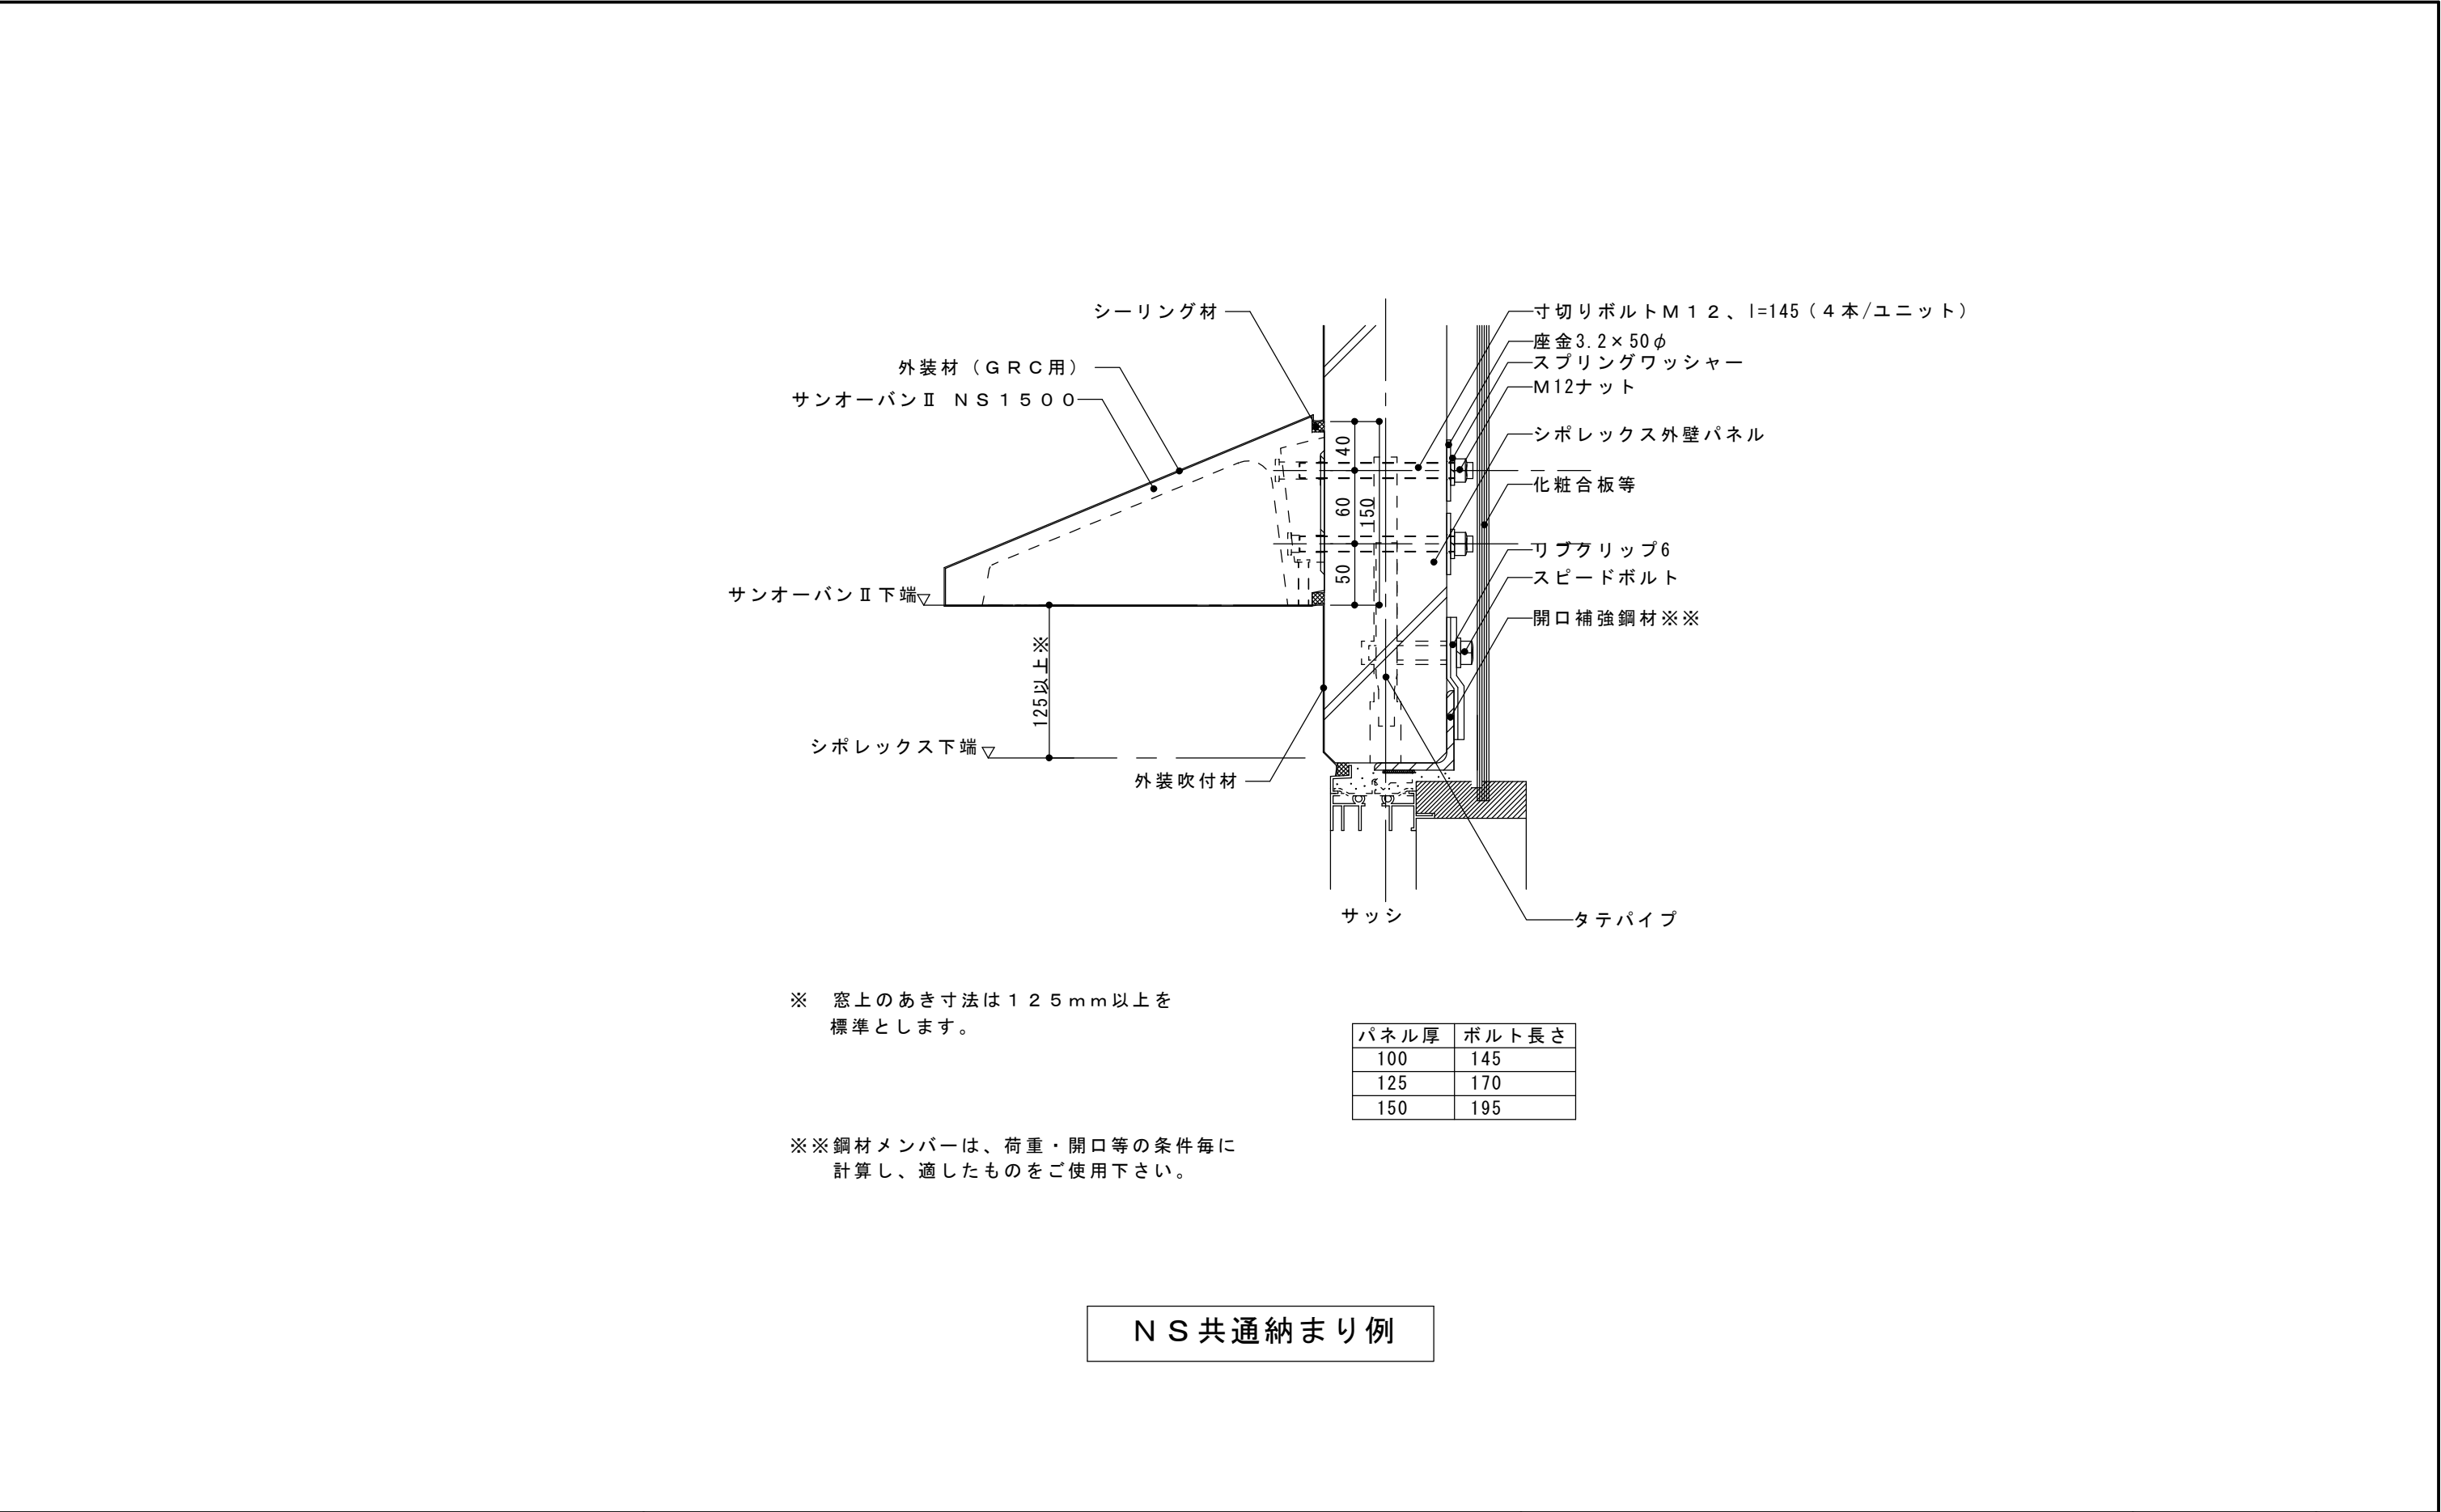 シーリング材
外装材（ＧＲＣ用）
サンオーバンⅡ ＮＳ１５００
サンオーバンⅡ下端
125以上※
シポレックス下端
外装吹付材
40
60
150
50
寸切りボルトＭ１２、l=145（４本/ユニット）
座金3.2×50φ
スプリングワッシャー
Ｍ12ナット
シポレックス外壁パネル
化粧合板等
リブクリップ6
スピードボルト
開口補強鋼材※※
サッシ
タテパイプ
※　窓上のあき寸法は１２５ｍｍ以上を
標準とします。
パネル厚 ボルト長さ
100 145
125 170
150 195
※※鋼材メンバーは、荷重・開口等の条件毎に
計算し、適したものをご使用下さい。
ＮＳ共通納まり例